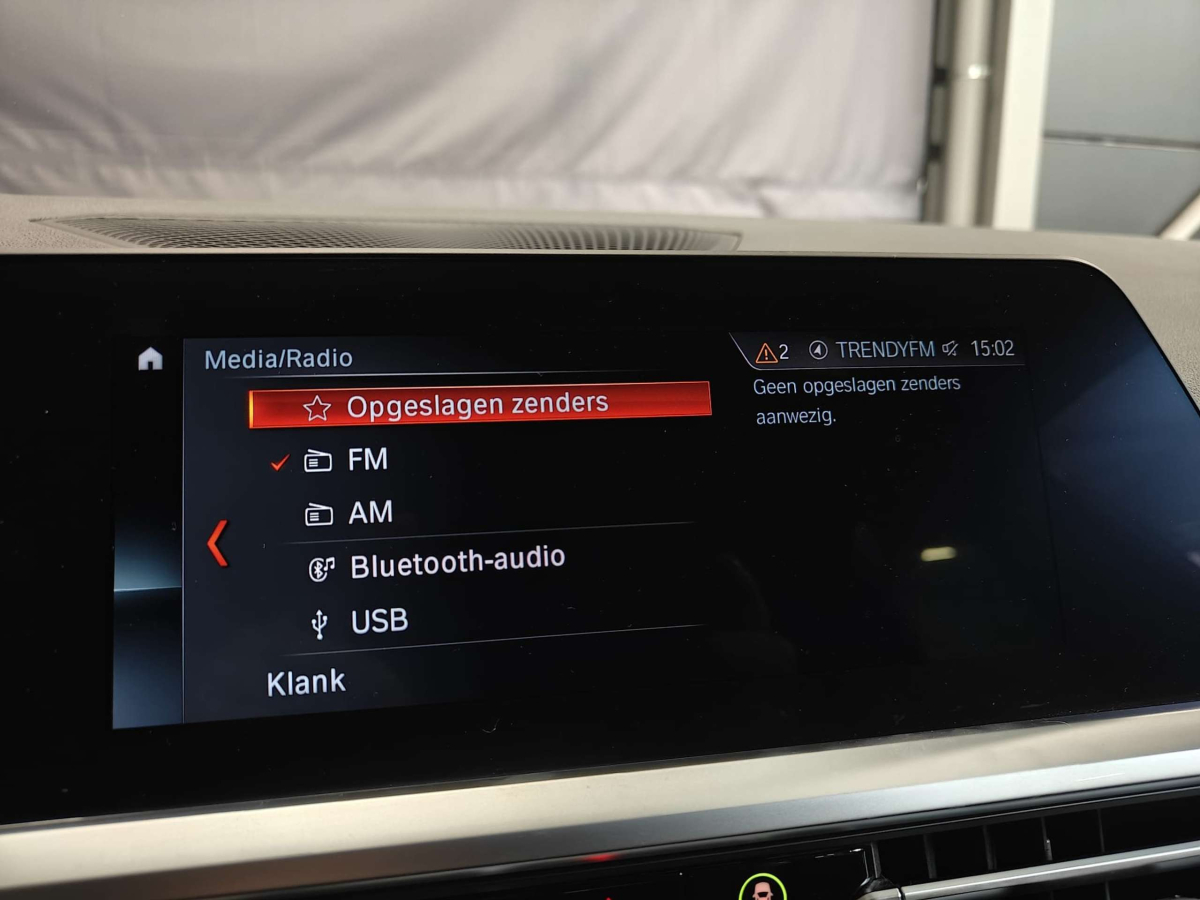 Media/Radio
2 TRENDYFM 15:02
Opgeslagen zenders
Geen opgeslagen zenders
aanwezig.
FM
AM
Bluetooth-audio
USB
Klank